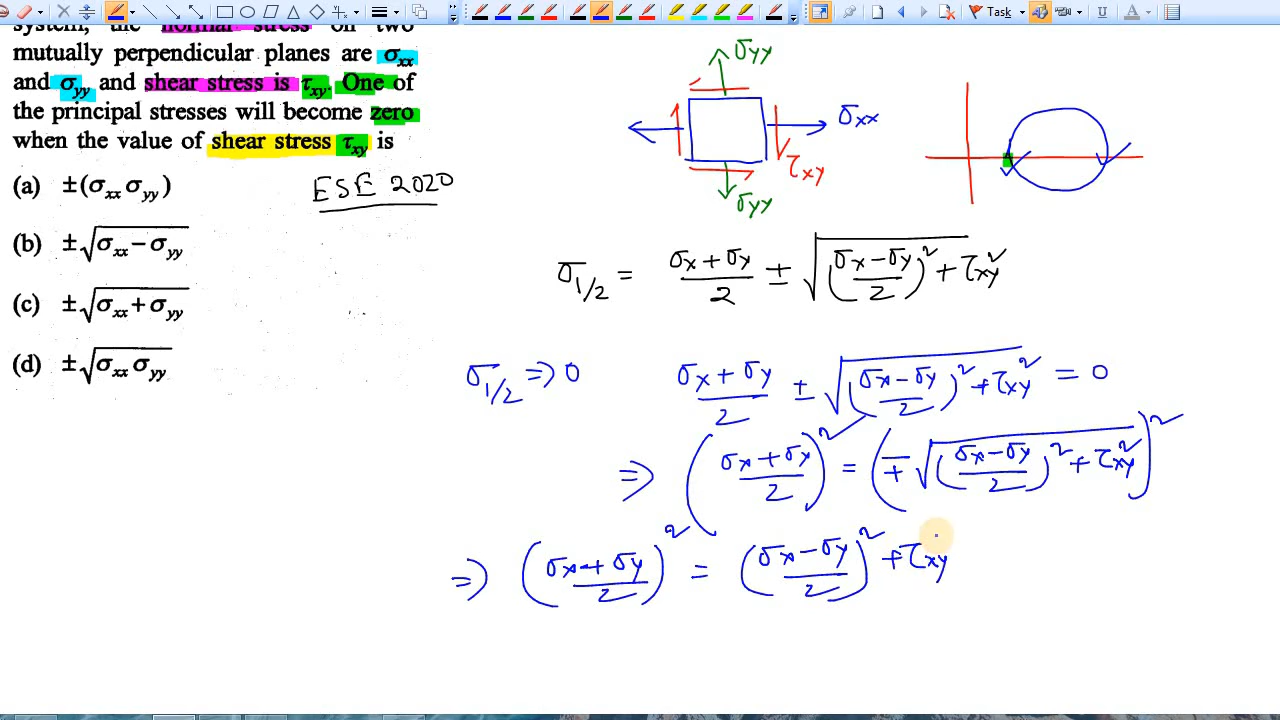 Task
system, the normal stress on two
mutually perpendicular planes are σxx
and σyy and shear stress is τxy. One of
the principal stresses will become zero
when the value of shear stress τxy is
(a) ±(σxx σyy)
(b) ±√(σxx − σyy)
(c) ±√(σxx + σyy)
(d) ±√(σxx σyy)
ESE 2020
σyy
σxx
τxy
σyy
σ1/2 = (σx + σy)/2 ± √(((σx − σy)/2)² + τxy²)
σ1/2 ⇒ 0 (σx + σy)/2 ± √(((σx − σy)/2)² + τxy²) = 0
⇒ ((σx + σy)/2)² = (∓ √(((σx − σy)/2)² + τxy²))²
⇒ ((σx + σy)/2)² = ((σx − σy)/2)² + τxy